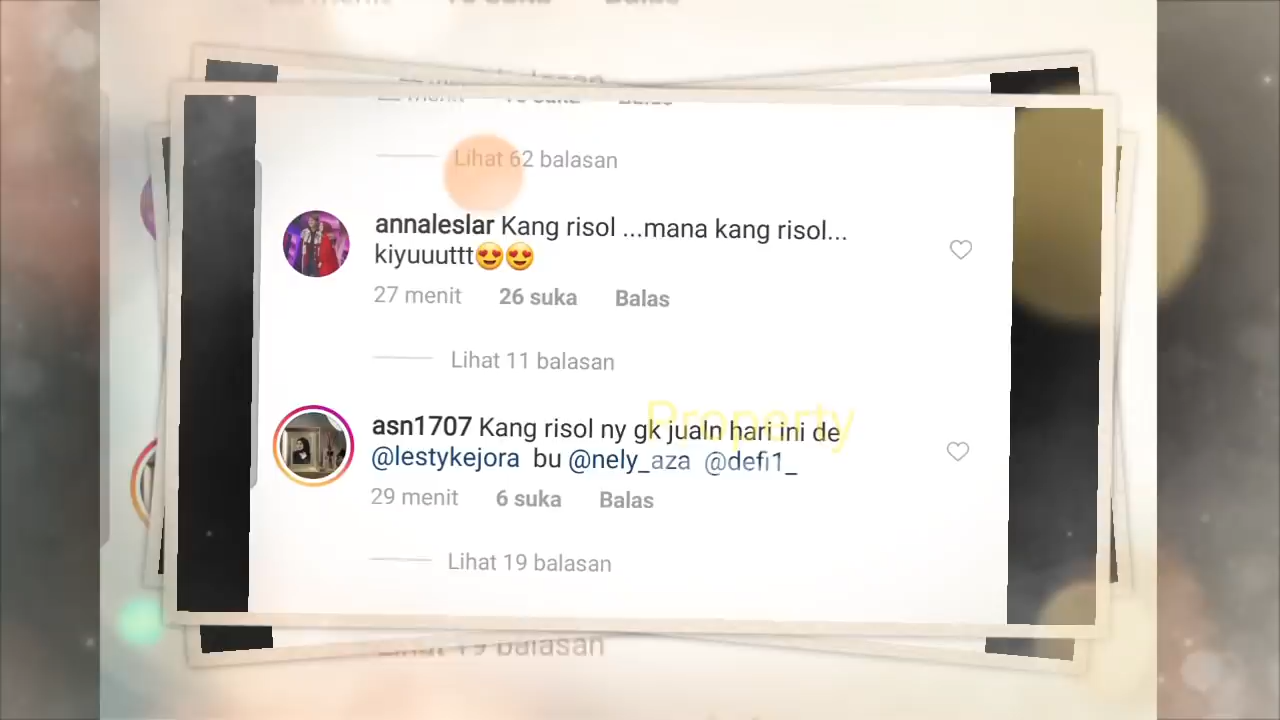 Lihat 62 balasan
annaleslar Kang risol ...mana kang risol...
kiyuuuttt😍😍
27 menit 26 suka Balas
Lihat 11 balasan
Property
asn1707 Kang risol ny gk jualn hari ini de
@lestykejora bu @nely_aza @defi1_
29 menit 6 suka Balas
Lihat 19 balasan